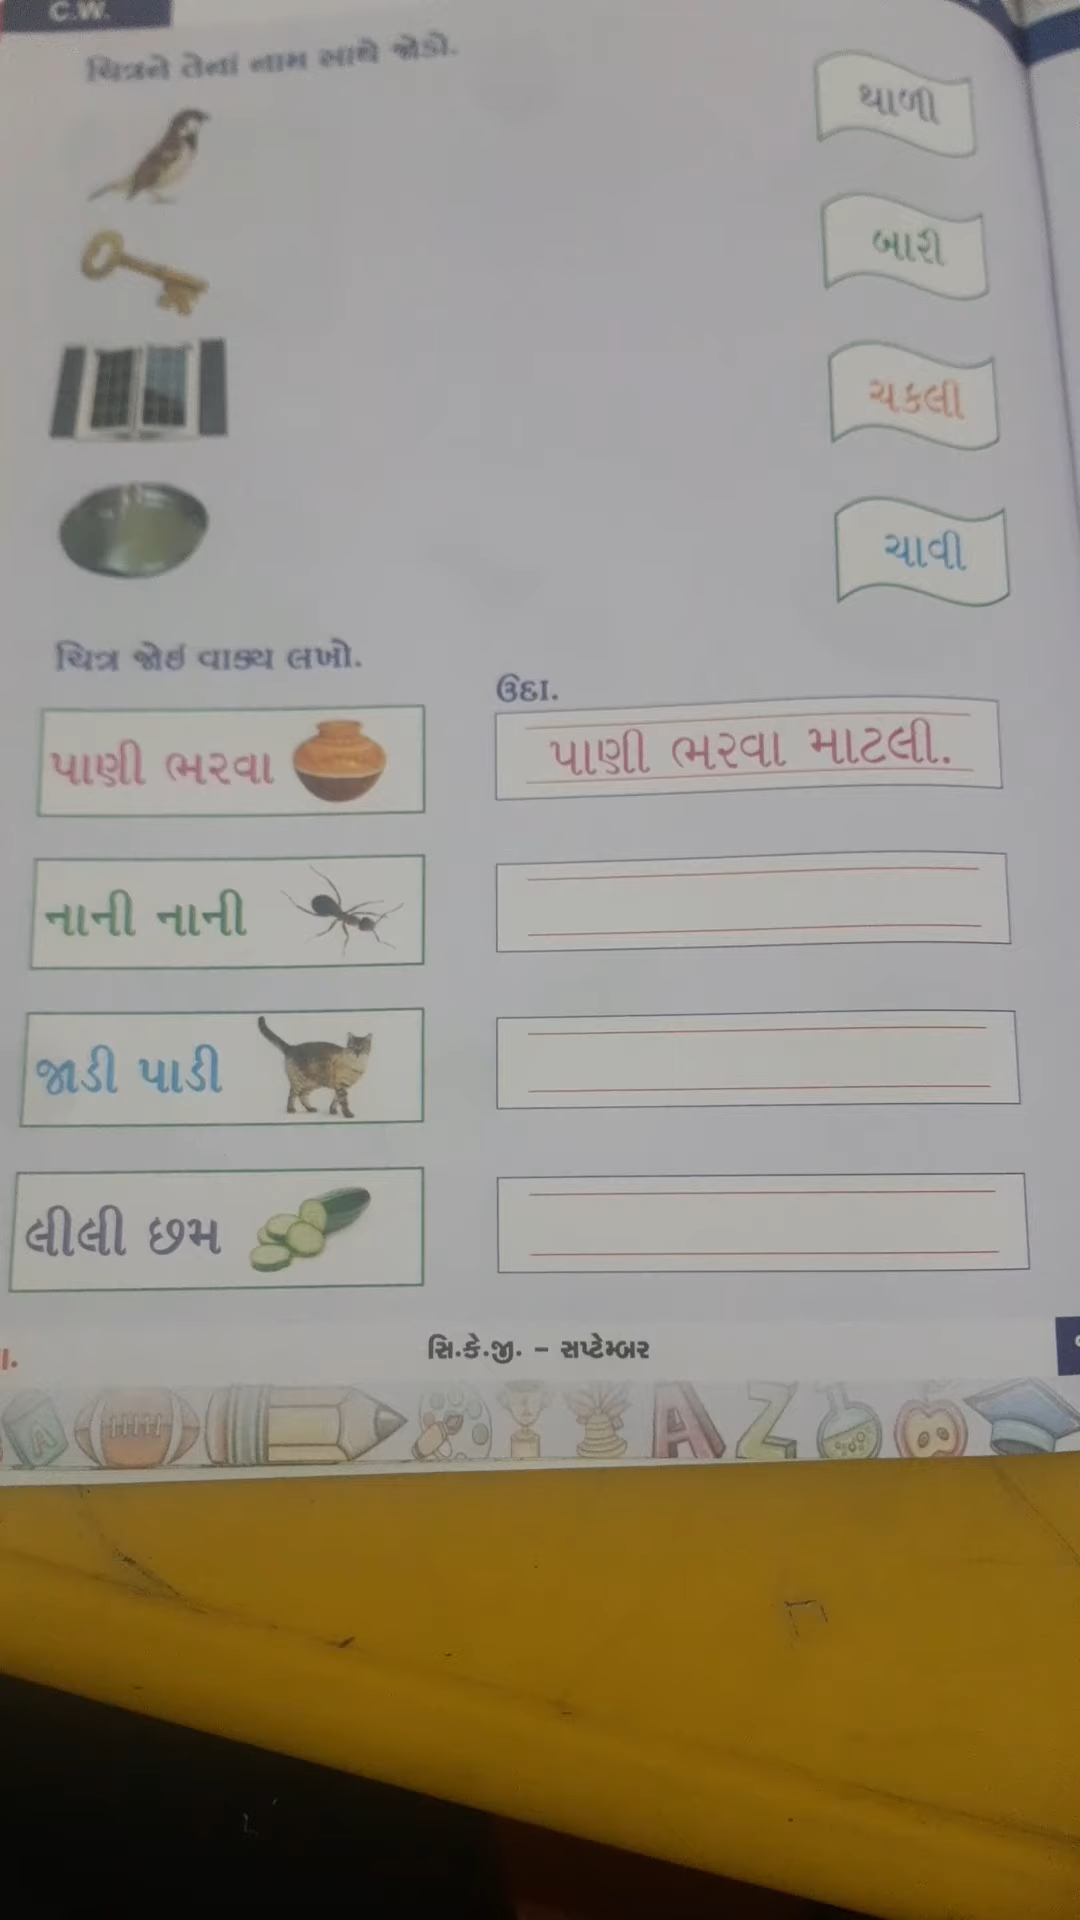 C.W.
ચિત્રને તેનાં નામ સાથે જોડો.
થાળી
બારી
ચકલી
ચાવી
ચિત્ર જોઈ વાક્ય લખો.
ઉદા.
પાણી ભરવા
પાણી ભરવા માટલી.
નાની નાની
જાડી પાડી
લીલી છમ
સિ.કે.જી. – સપ્ટેમ્બર
A
A Z